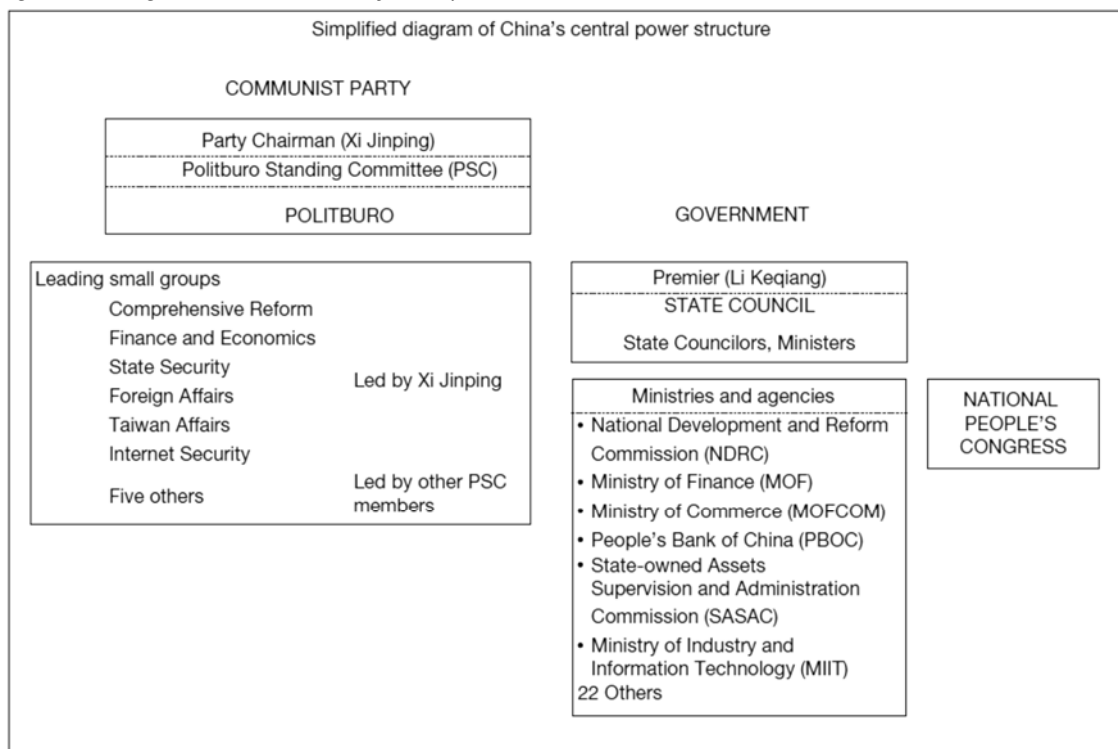 Simplified diagram of China's central power structure
COMMUNIST PARTY
Party Chairman (Xi Jinping)
Politburo Standing Committee (PSC)
POLITBURO
Leading small groups
Comprehensive Reform
Finance and Economics
State Security
Foreign Affairs
Taiwan Affairs
Internet Security
Led by Xi Jinping
Five others
Led by other PSC
members
GOVERNMENT
Premier (Li Keqiang)
STATE COUNCIL
State Councilors, Ministers
Ministries and agencies
• National Development and Reform
Commission (NDRC)
• Ministry of Finance (MOF)
• Ministry of Commerce (MOFCOM)
• People's Bank of China (PBOC)
• State-owned Assets
Supervision and Administration
Commission (SASAC)
• Ministry of Industry and
Information Technology (MIIT)
22 Others
NATIONAL
PEOPLE'S
CONGRESS